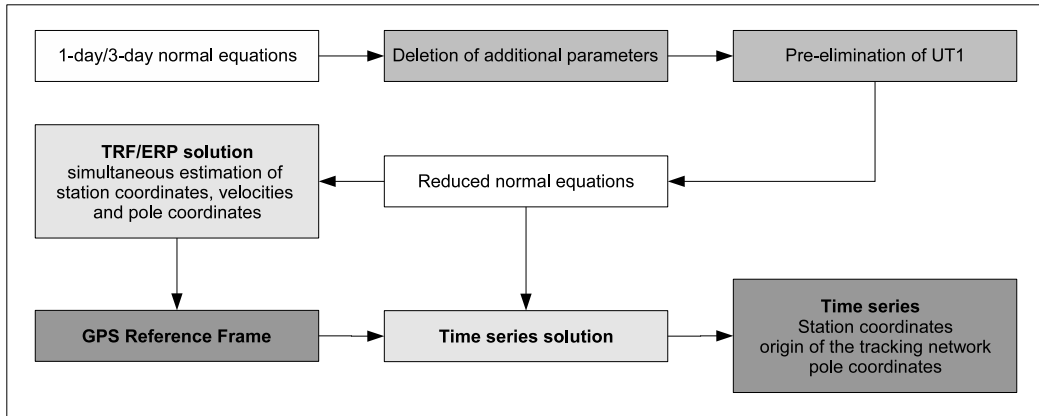 1-day/3-day normal equations
Deletion of additional parameters
Pre-elimination of UT1
TRF/ERP solution
simultaneous estimation of
station coordinates, velocities
and pole coordinates
Reduced normal equations
GPS Reference Frame
Time series solution
Time series
Station coordinates
origin of the tracking network
pole coordinates